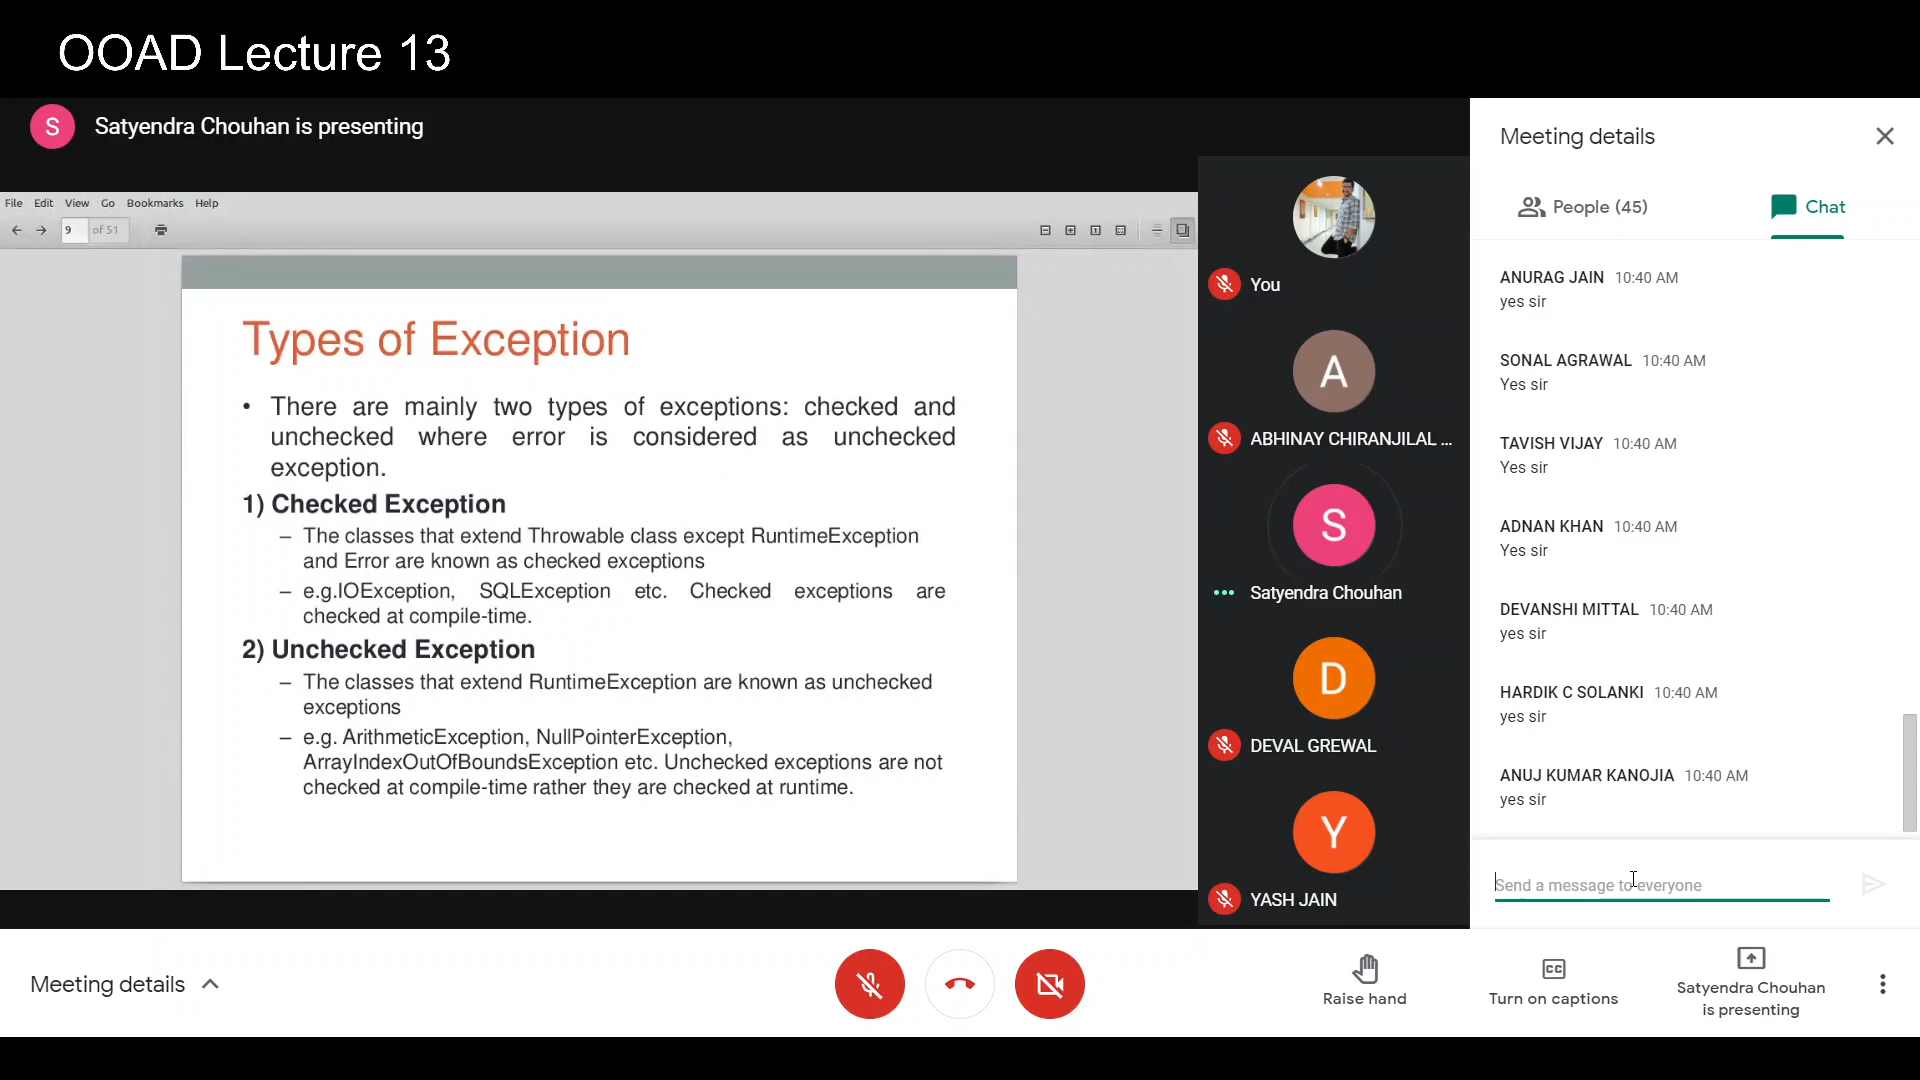 OOAD Lecture 13
S
Satyendra Chouhan is presenting
File Edit View Go Bookmarks Help
9 of 51
Types of Exception
• There are mainly two types of exceptions: checked and
unchecked where error is considered as unchecked
exception.
1) Checked Exception
– The classes that extend Throwable class except RuntimeException
and Error are known as checked exceptions
– e.g.IOException, SQLException etc. Checked exceptions are
checked at compile-time.
2) Unchecked Exception
– The classes that extend RuntimeException are known as unchecked
exceptions
– e.g. ArithmeticException, NullPointerException,
ArrayIndexOutOfBoundsException etc. Unchecked exceptions are not
checked at compile-time rather they are checked at runtime.
You
A
ABHINAY CHIRANJILAL ...
S
Satyendra Chouhan
D
DEVAL GREWAL
Y
YASH JAIN
Meeting details
People (45)
Chat
ANURAG JAIN 10:40 AM
yes sir
SONAL AGRAWAL 10:40 AM
Yes sir
TAVISH VIJAY 10:40 AM
Yes sir
ADNAN KHAN 10:40 AM
Yes sir
DEVANSHI MITTAL 10:40 AM
yes sir
HARDIK C SOLANKI 10:40 AM
yes sir
ANUJ KUMAR KANOJIA 10:40 AM
yes sir
Send a message to everyone
Meeting details
Raise hand
CC
Turn on captions
Satyendra Chouhan
is presenting